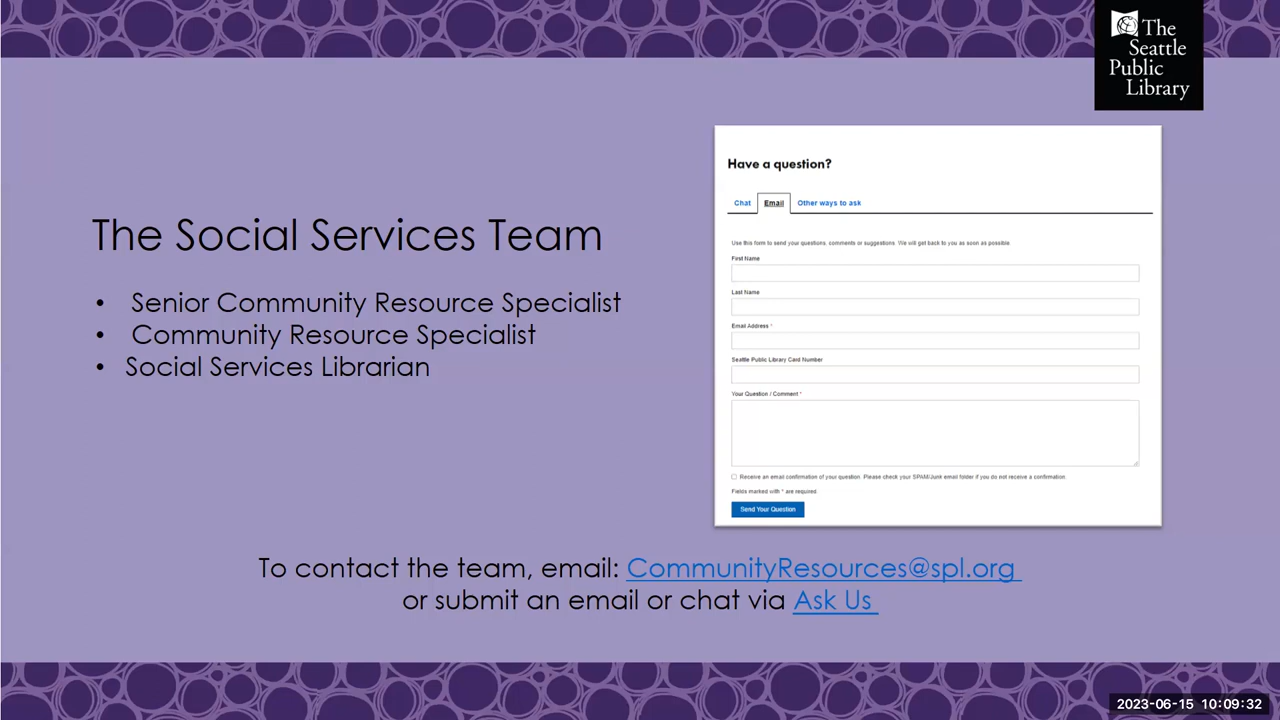 The
Seattle
Public
Library
Have a question?
Chat Email Other ways to ask
Use this form to send your questions, comments or suggestions. We will get back to you as soon as possible
First Name
Last Name
Email Address *
Seattle Public Library Card Number
Your Question / Comment *
Receive an email confirmation of your question. Please check your SPAM/Junk email folder if you do not receive a confirmation.
Fields marked with * are required.
Send Your Question
The Social Services Team
• Senior Community Resource Specialist
• Community Resource Specialist
• Social Services Librarian
To contact the team, email: CommunityResources@spl.org
or submit an email or chat via Ask Us
2023-06-15 10:09:32